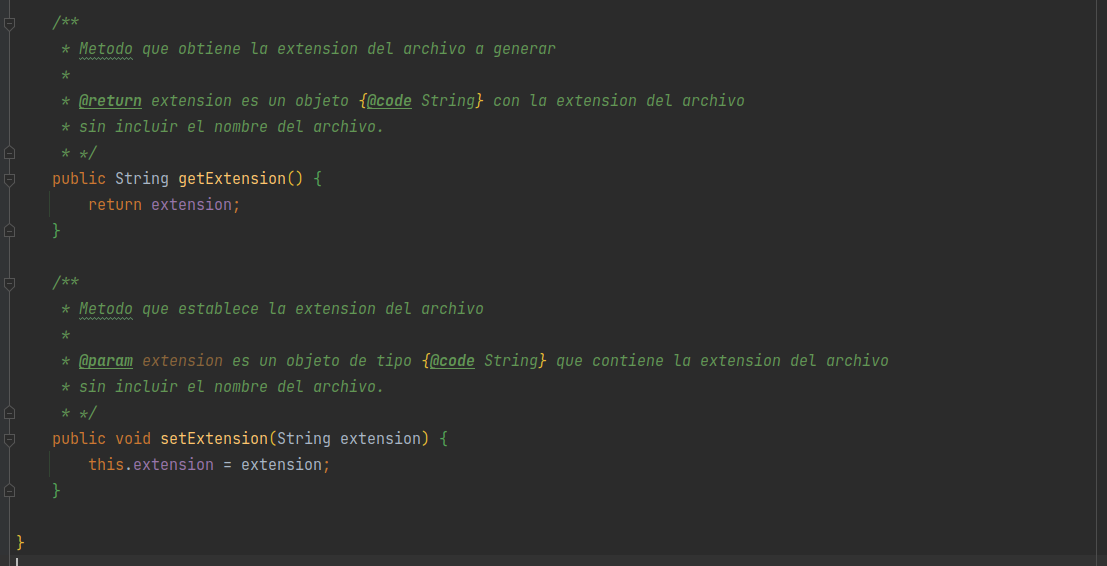 /**
* Metodo que obtiene la extension del archivo a generar
*
* @return extension es un objeto {@code String} con la extension del archivo
* sin incluir el nombre del archivo.
* */
public String getExtension() {
return extension;
}
/**
* Metodo que establece la extension del archivo
*
* @param extension es un objeto de tipo {@code String} que contiene la extension del archivo
* sin incluir el nombre del archivo.
* */
public void setExtension(String extension) {
this.extension = extension;
}
}